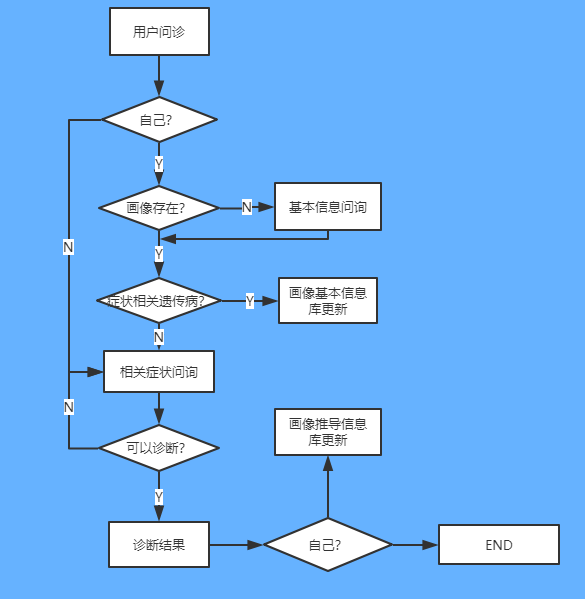 用户问诊
自己?
Y
画像存在?
N
基本信息问询
N
Y
症状相关遗传病?
Y
画像基本信息
库更新
N
相关症状问询
N
可以诊断?
画像推导信息
库更新
Y
诊断结果
自己?
END